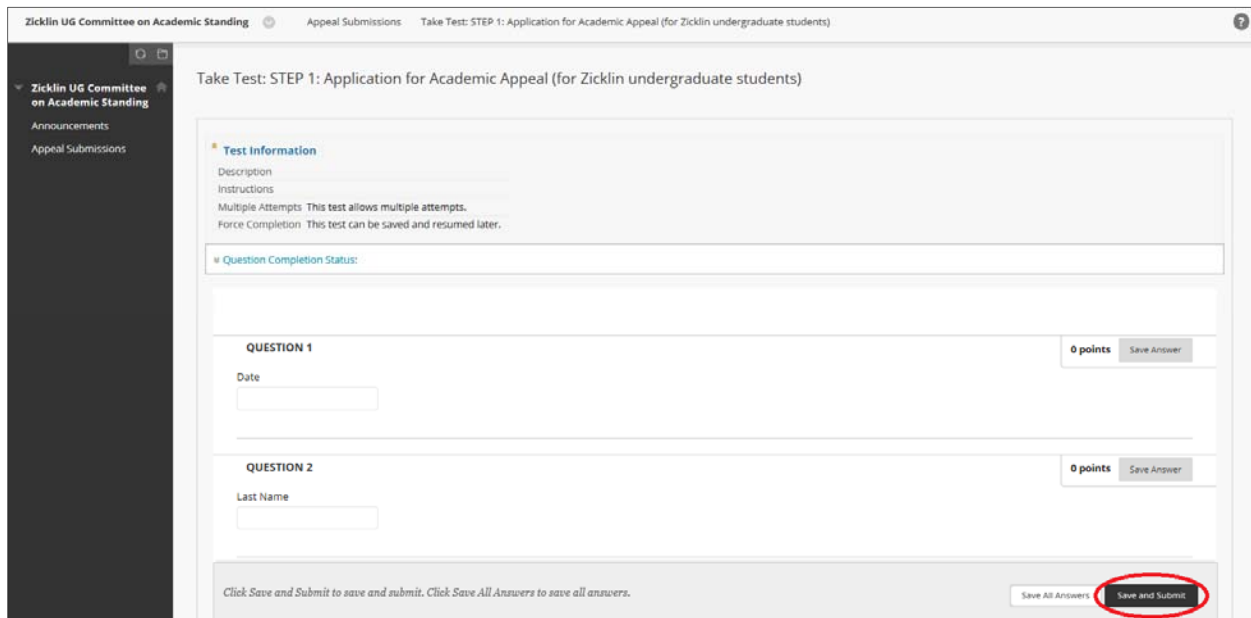 Zicklin UG Committee on Academic Standing Appeal Submissions Take Test: STEP 1: Application for Academic Appeal (for Zicklin undergraduate students) ?
Take Test: STEP 1: Application for Academic Appeal (for Zicklin undergraduate students)
Zicklin UG Committee
on Academic Standing
Announcements
Appeal Submissions
Test Information
Description
Instructions
Multiple Attempts This test allows multiple attempts.
Force Completion This test can be saved and resumed later.
Question Completion Status:
QUESTION 1
0 points Save Answer
Date
QUESTION 2
0 points Save Answer
Last Name
Click Save and Submit to save and submit. Click Save All Answers to save all answers.
Save All Answers Save and Submit